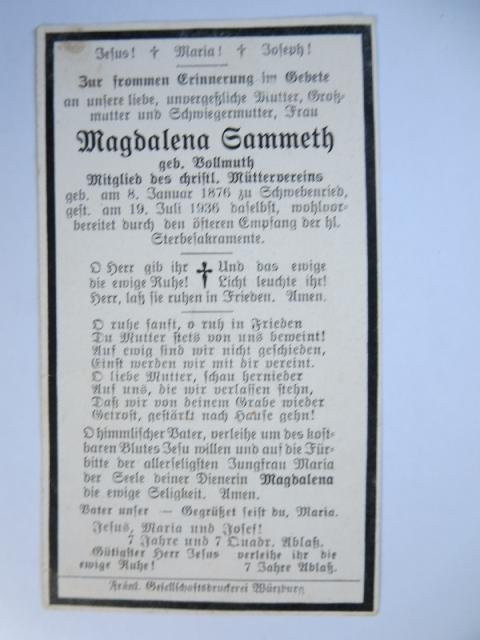 Jesus! † Maria! † Joseph!
Zur frommen Erinnerung im Gebete
an unsere liebe, unvergeßliche Mutter, Groß-
mutter und Schwiegermutter, Frau
Magdalena Sammeth
geb. Vollmuth
Mitglied des christl. Müttervereins
geb. am 8. Januar 1876 zu Schwebenried,
gest. am 19. Juli 1936 daselbst, wohlvor-
bereitet durch den öfteren Empfang der hl.
Sterbesakramente.
O Herr gib ihr † Und das ewige
die ewige Ruhe! Licht leuchte ihr!
Herr, laß sie ruhen in Frieden. Amen.
O ruhe sanft, o ruh in Frieden
Du Mutter stets von uns beweint!
Auf ewig sind wir nicht geschieden,
Einst werden wir mit dir vereint.
O liebe Mutter, schau hernieder
Auf uns, die wir verlassen stehn,
Daß wir von deinem Grabe wieder
Getrost, gestärkt nach Hause gehn!
O himmlischer Vater, verleihe um des kost-
baren Blutes Jesu willen und auf die Für-
bitte der allerseligsten Jungfrau Maria
der Seele deiner Dienerin Magdalena
die ewige Seligkeit. Amen.
Vater unser — Gegrüßet seist du, Maria.
Jesus, Maria und Josef!
7 Jahre und 7 Quadr. Ablaß.
Gütigster Herr Jesus verleihe ihr die
ewige Ruhe! 7 Jahre Ablaß.
Fränk. Gesellschaftsdruckerei Würzburg